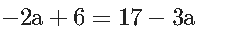 −2a + 6 = 17 − 3a